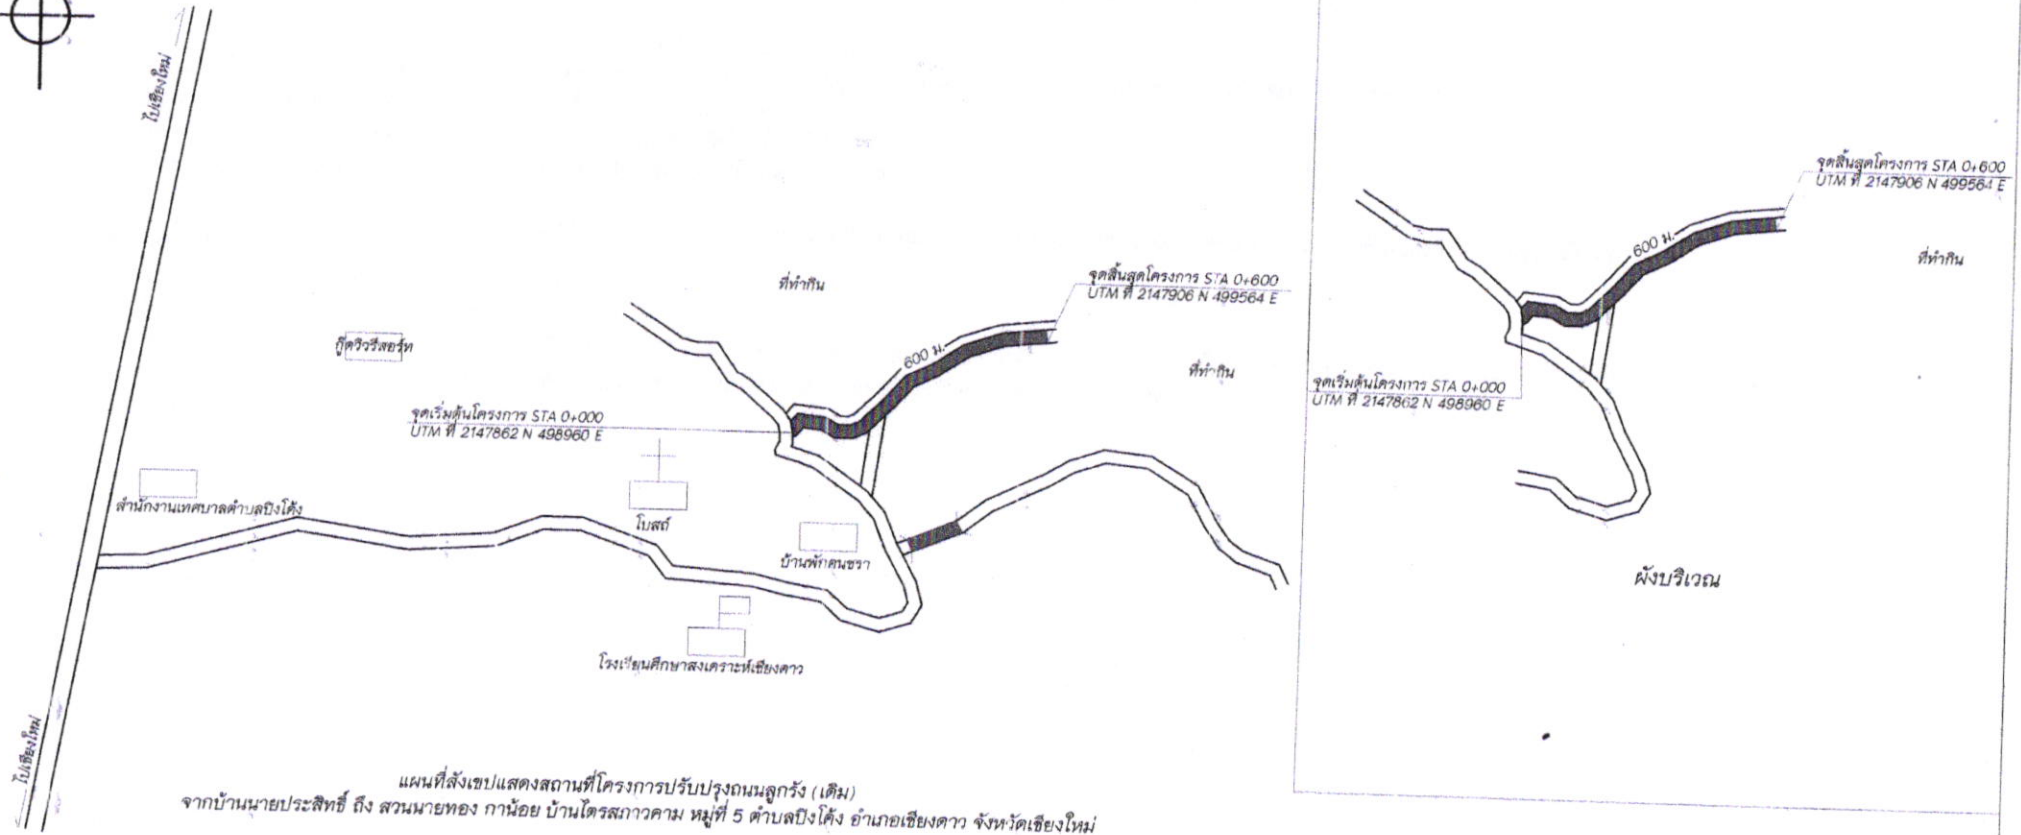 ไปเชียงใหม่
จุดสิ้นสุดโครงการ STA 0+600
UTM ที่ 2147906 N 499564 E
ที่ทำกิน
600 ม.
กู๊ดวิวรีสอร์ท
ที่ทำกิน
จุดเริ่มต้นโครงการ STA 0+000
UTM ที่ 2147862 N 498960 E
สำนักงานเทศบาลตำบลปิงโค้ง
โบสถ์
บ้านพักคนชรา
โรงเรียนศึกษาสงเคราะห์เชียงดาว
ไปเชียงใหม่
แผนที่สังเขปแสดงสถานที่โครงการปรับปรุงถนนลูกรัง (เดิม)
จากบ้านนายประสิทธิ์ ถึง สวนนายทอง กาน้อย บ้านไตรสภาวคาม หมู่ที่ 5 ตำบลปิงโค้ง อำเภอเชียงดาว จังหวัดเชียงใหม่
จุดสิ้นสุดโครงการ STA 0+600
UTM ที่ 2147906 N 499564 E
600 ม.
ที่ทำกิน
จุดเริ่มต้นโครงการ STA 0+000
UTM ที่ 2147862 N 498960 E
ผังบริเวณ